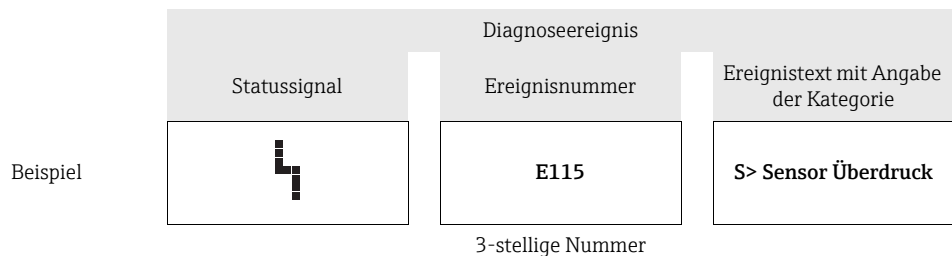 Diagnoseereignis
Statussignal
Ereignisnummer
Ereignistext mit Angabe
der Kategorie
Beispiel
E115
S> Sensor Überdruck
3-stellige Nummer